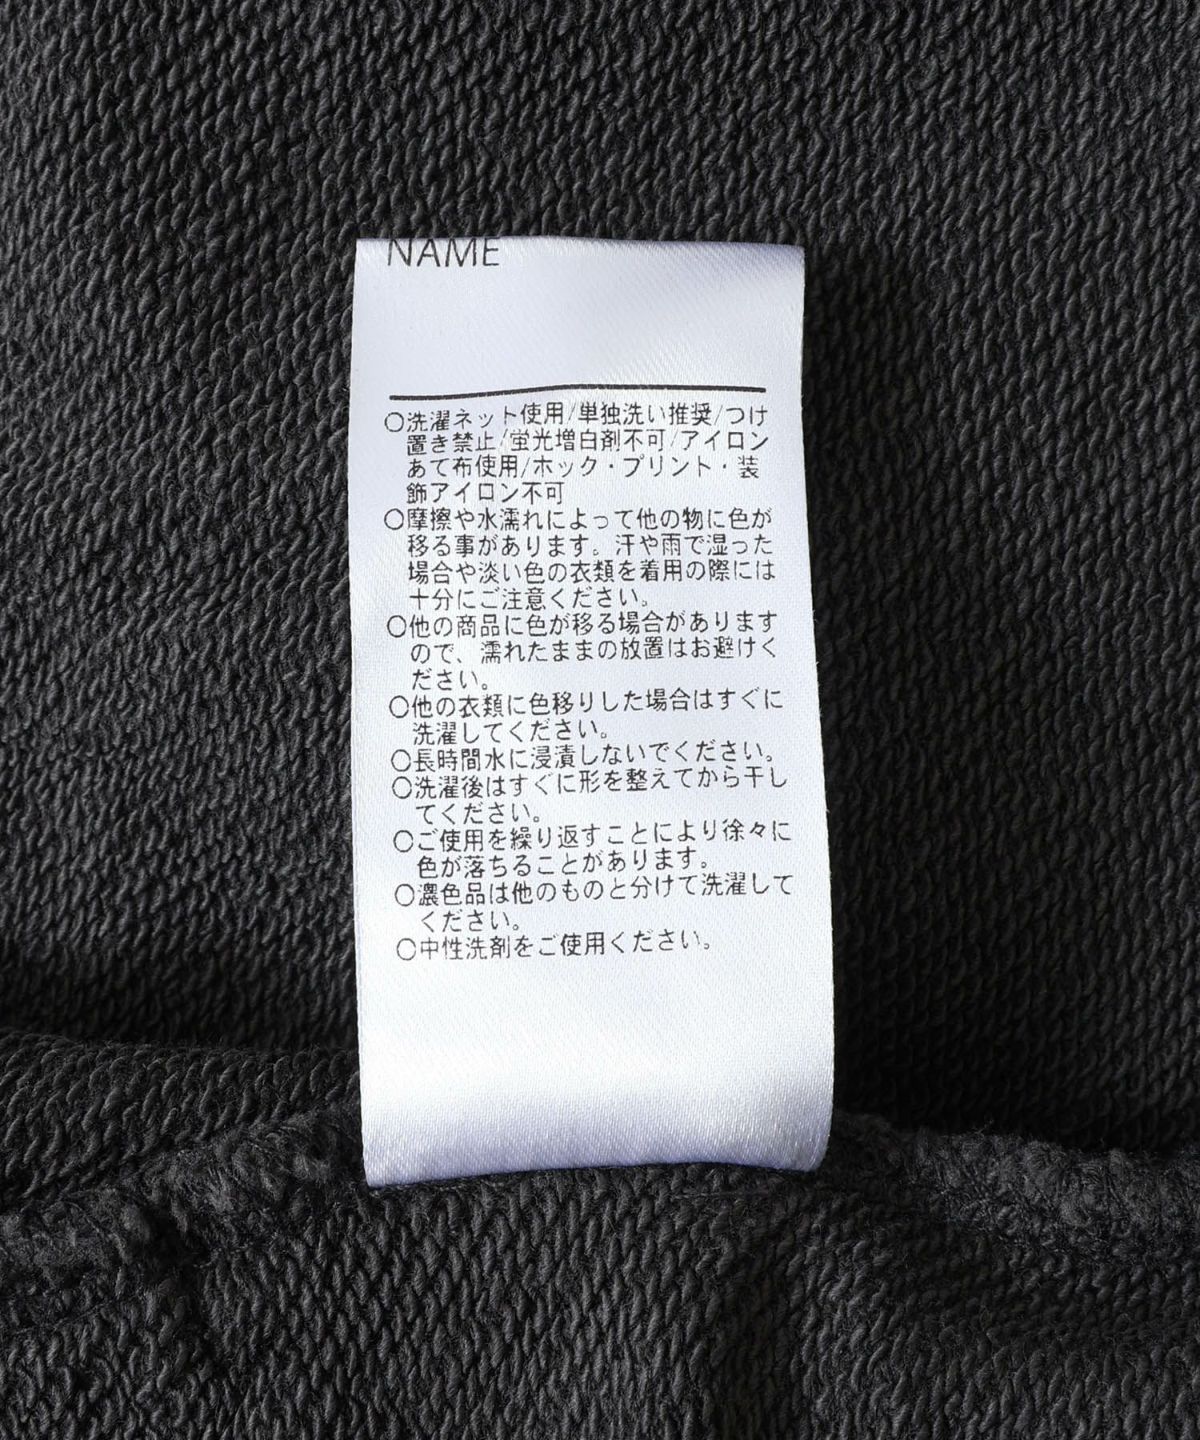 NAME
○洗濯ネット使用/単独洗い推奨/つけ
置き禁止/蛍光増白剤不可/アイロン
あて布使用/ホック・プリント・装
飾アイロン不可
○摩擦や水濡れによって他の物に色が
移る事があります。汗や雨で湿った
場合や淡い色の衣類を着用の際には
十分にご注意ください。
○他の商品に色が移る場合があります
ので、濡れたままの放置はお避けく
ださい。
○他の衣類に色移りした場合はすぐに
洗濯してください。
○長時間水に浸漬しないでください。
○洗濯後はすぐに形を整えてから干し
てください。
○ご使用を繰り返すことにより徐々に
色が落ちることがあります。
○濃色品は他のものと分けて洗濯して
ください。
○中性洗剤をご使用ください。